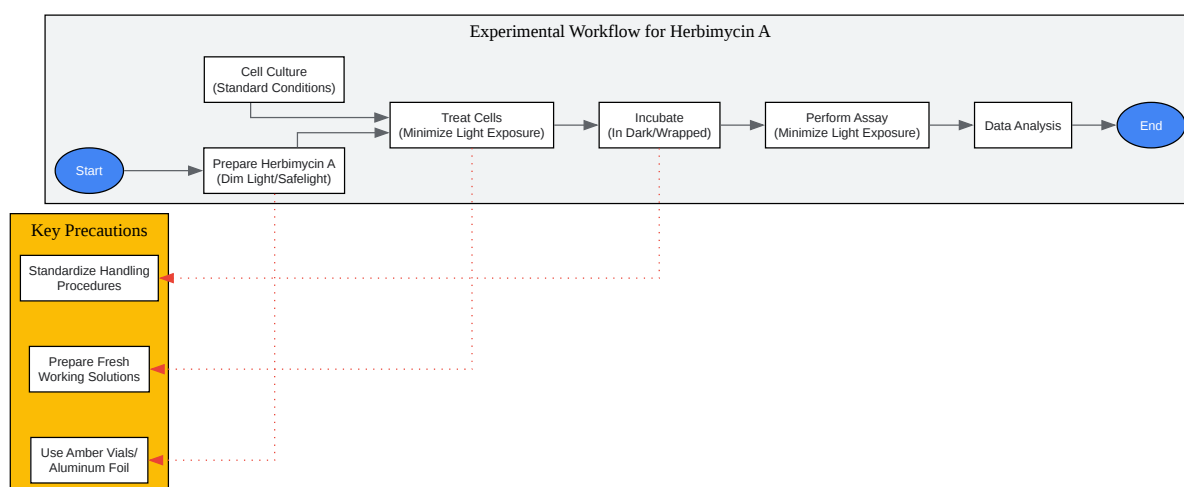 Experimental Workflow for Herbimycin A
Cell Culture
(Standard Conditions)
Treat Cells
(Minimize Light Exposure)
Incubate
(In Dark/Wrapped)
Perform Assay
(Minimize Light Exposure)
Data Analysis
End
Start
Prepare Herbimycin A
(Dim Light/Safelight)
Key Precautions
Standardize Handling
Procedures
Prepare Fresh
Working Solutions
Use Amber Vials/
Aluminum Foil